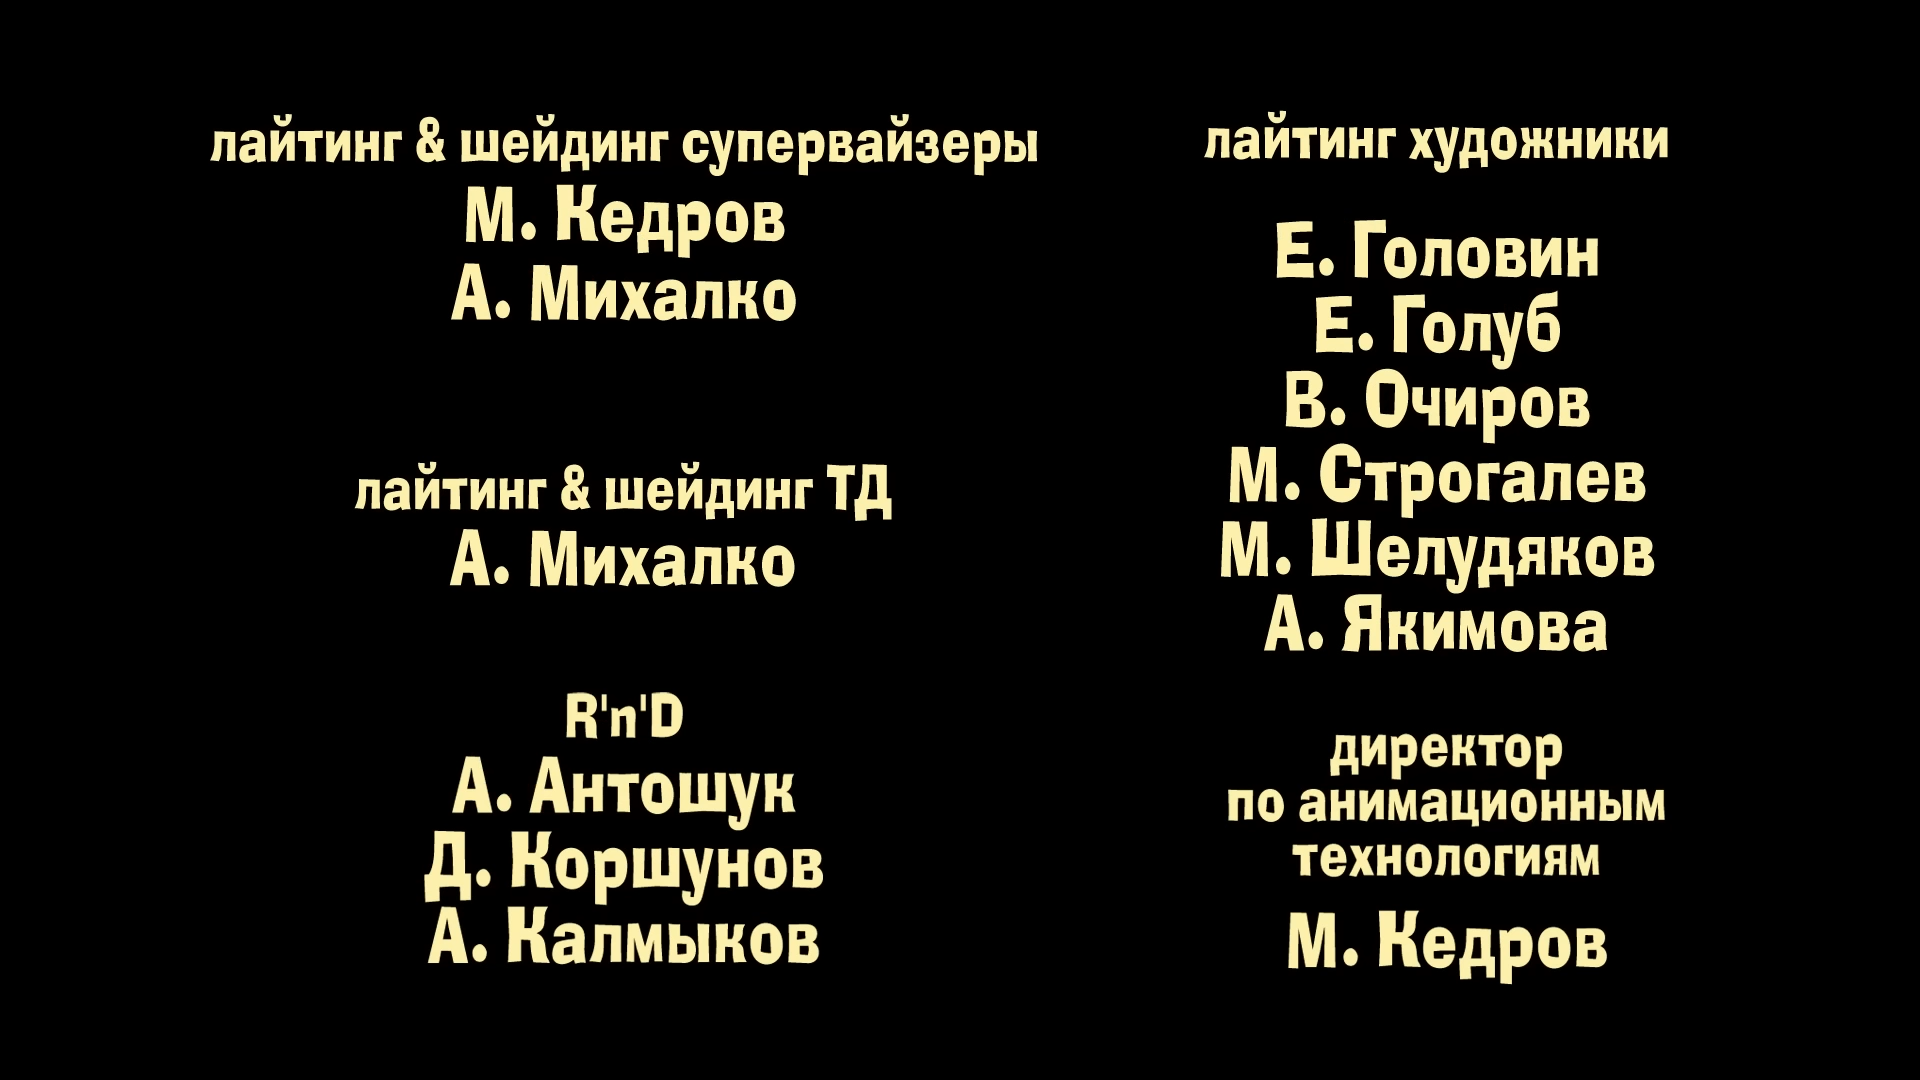 лайтинг & шейдинг супервайзеры
М. Кедров
А. Михалко
лайтинг & шейдинг ТД
А. Михалко
R'n'D
А. Антошук
Д. Коршунов
А. Калмыков
лайтинг художники
Е. Головин
Е. Голуб
В. Очиров
М. Строгалев
М. Шелудяков
А. Якимова
директор
по анимационным
технологиям
М. Кедров